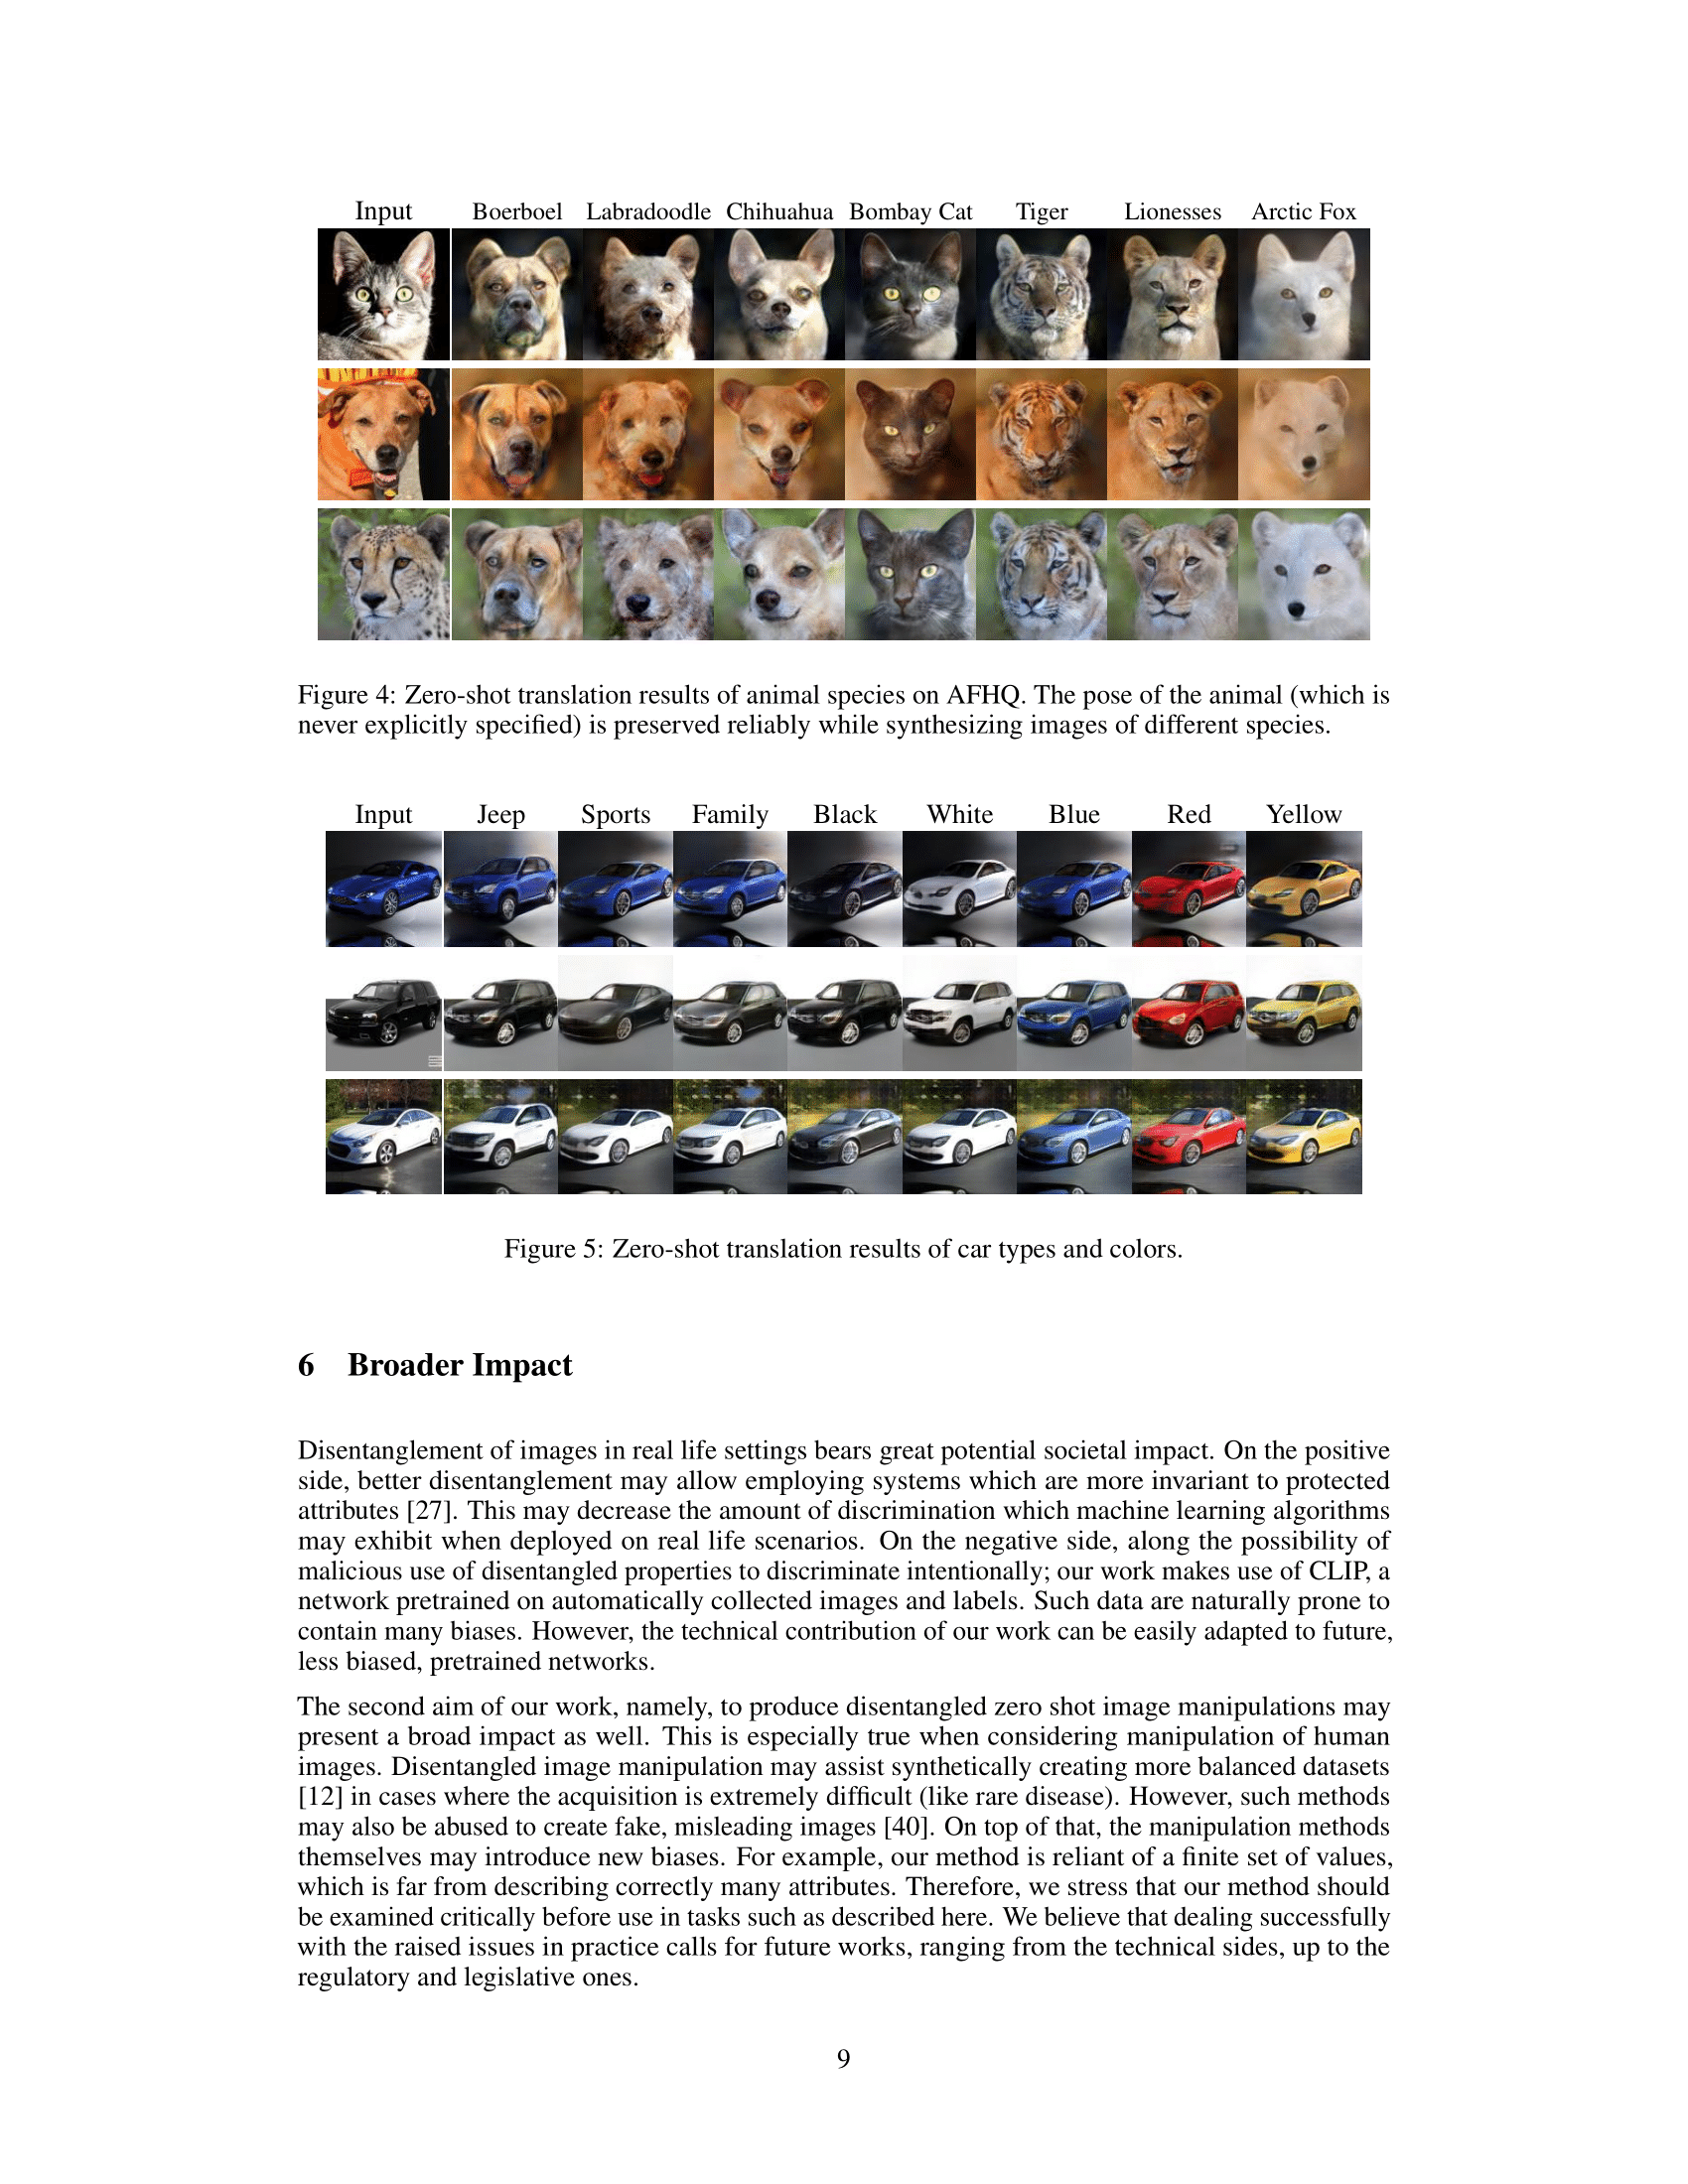 Input Boerboel Labradoodle Chihuahua Bombay Cat Tiger Lionesses Arctic Fox
Figure 4: Zero-shot translation results of animal species on AFHQ. The pose of the animal (which is
never explicitly specified) is preserved reliably while synthesizing images of different species.
Input Jeep Sports Family Black White Blue Red Yellow
Figure 5: Zero-shot translation results of car types and colors.
6 Broader Impact
Disentanglement of images in real life settings bears great potential societal impact. On the positive
side, better disentanglement may allow employing systems which are more invariant to protected
attributes [27]. This may decrease the amount of discrimination which machine learning algorithms
may exhibit when deployed on real life scenarios. On the negative side, along the possibility of
malicious use of disentangled properties to discriminate intentionally; our work makes use of CLIP, a
network pretrained on automatically collected images and labels. Such data are naturally prone to
contain many biases. However, the technical contribution of our work can be easily adapted to future,
less biased, pretrained networks.
The second aim of our work, namely, to produce disentangled zero shot image manipulations may
present a broad impact as well. This is especially true when considering manipulation of human
images. Disentangled image manipulation may assist synthetically creating more balanced datasets
[12] in cases where the acquisition is extremely difficult (like rare disease). However, such methods
may also be abused to create fake, misleading images [40]. On top of that, the manipulation methods
themselves may introduce new biases. For example, our method is reliant of a finite set of values,
which is far from describing correctly many attributes. Therefore, we stress that our method should
be examined critically before use in tasks such as described here. We believe that dealing successfully
with the raised issues in practice calls for future works, ranging from the technical sides, up to the
regulatory and legislative ones.
9